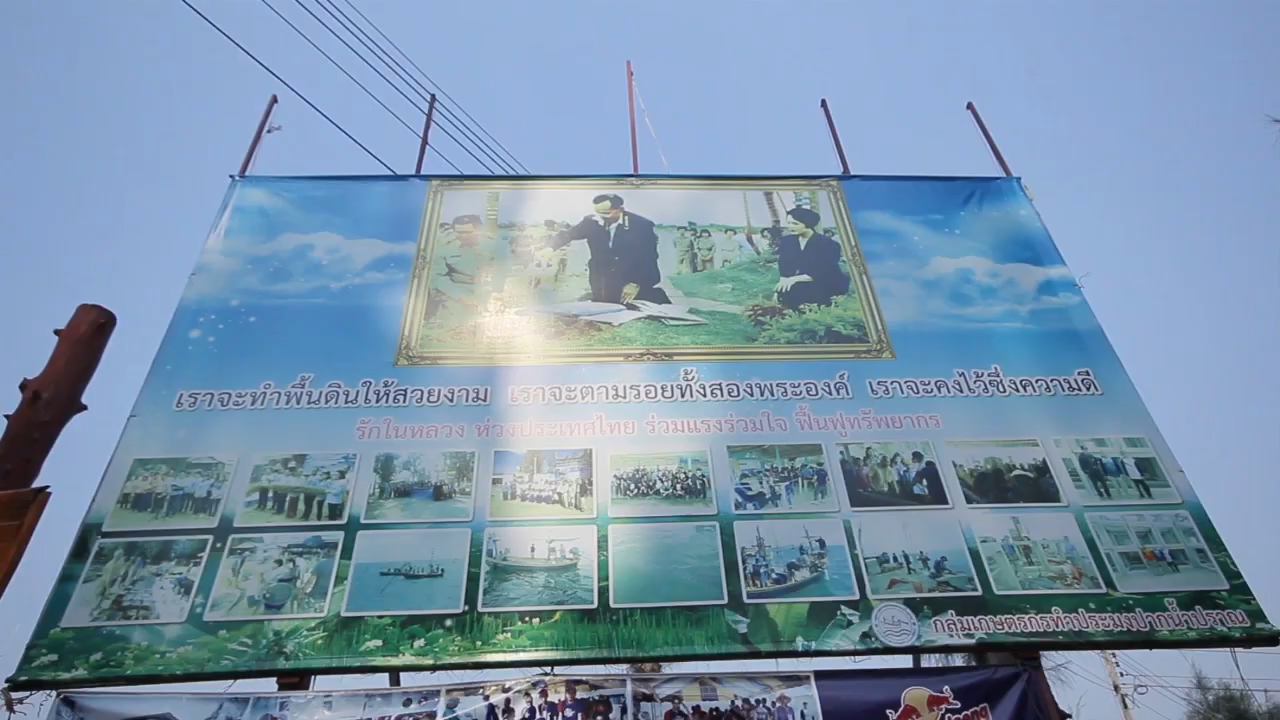 เราจะทำพื้นดินให้สวยงาม เราจะตามรอยทั้งสองพระองค์ เราจะคงไว้ซึ่งความดี
รักในหลวง ห่วงประเทศไทย ร่วมแรงร่วมใจ ฟื้นฟูทรัพยากร
กลุ่มเกษตรกรทำประมงปากน้ำปราณ